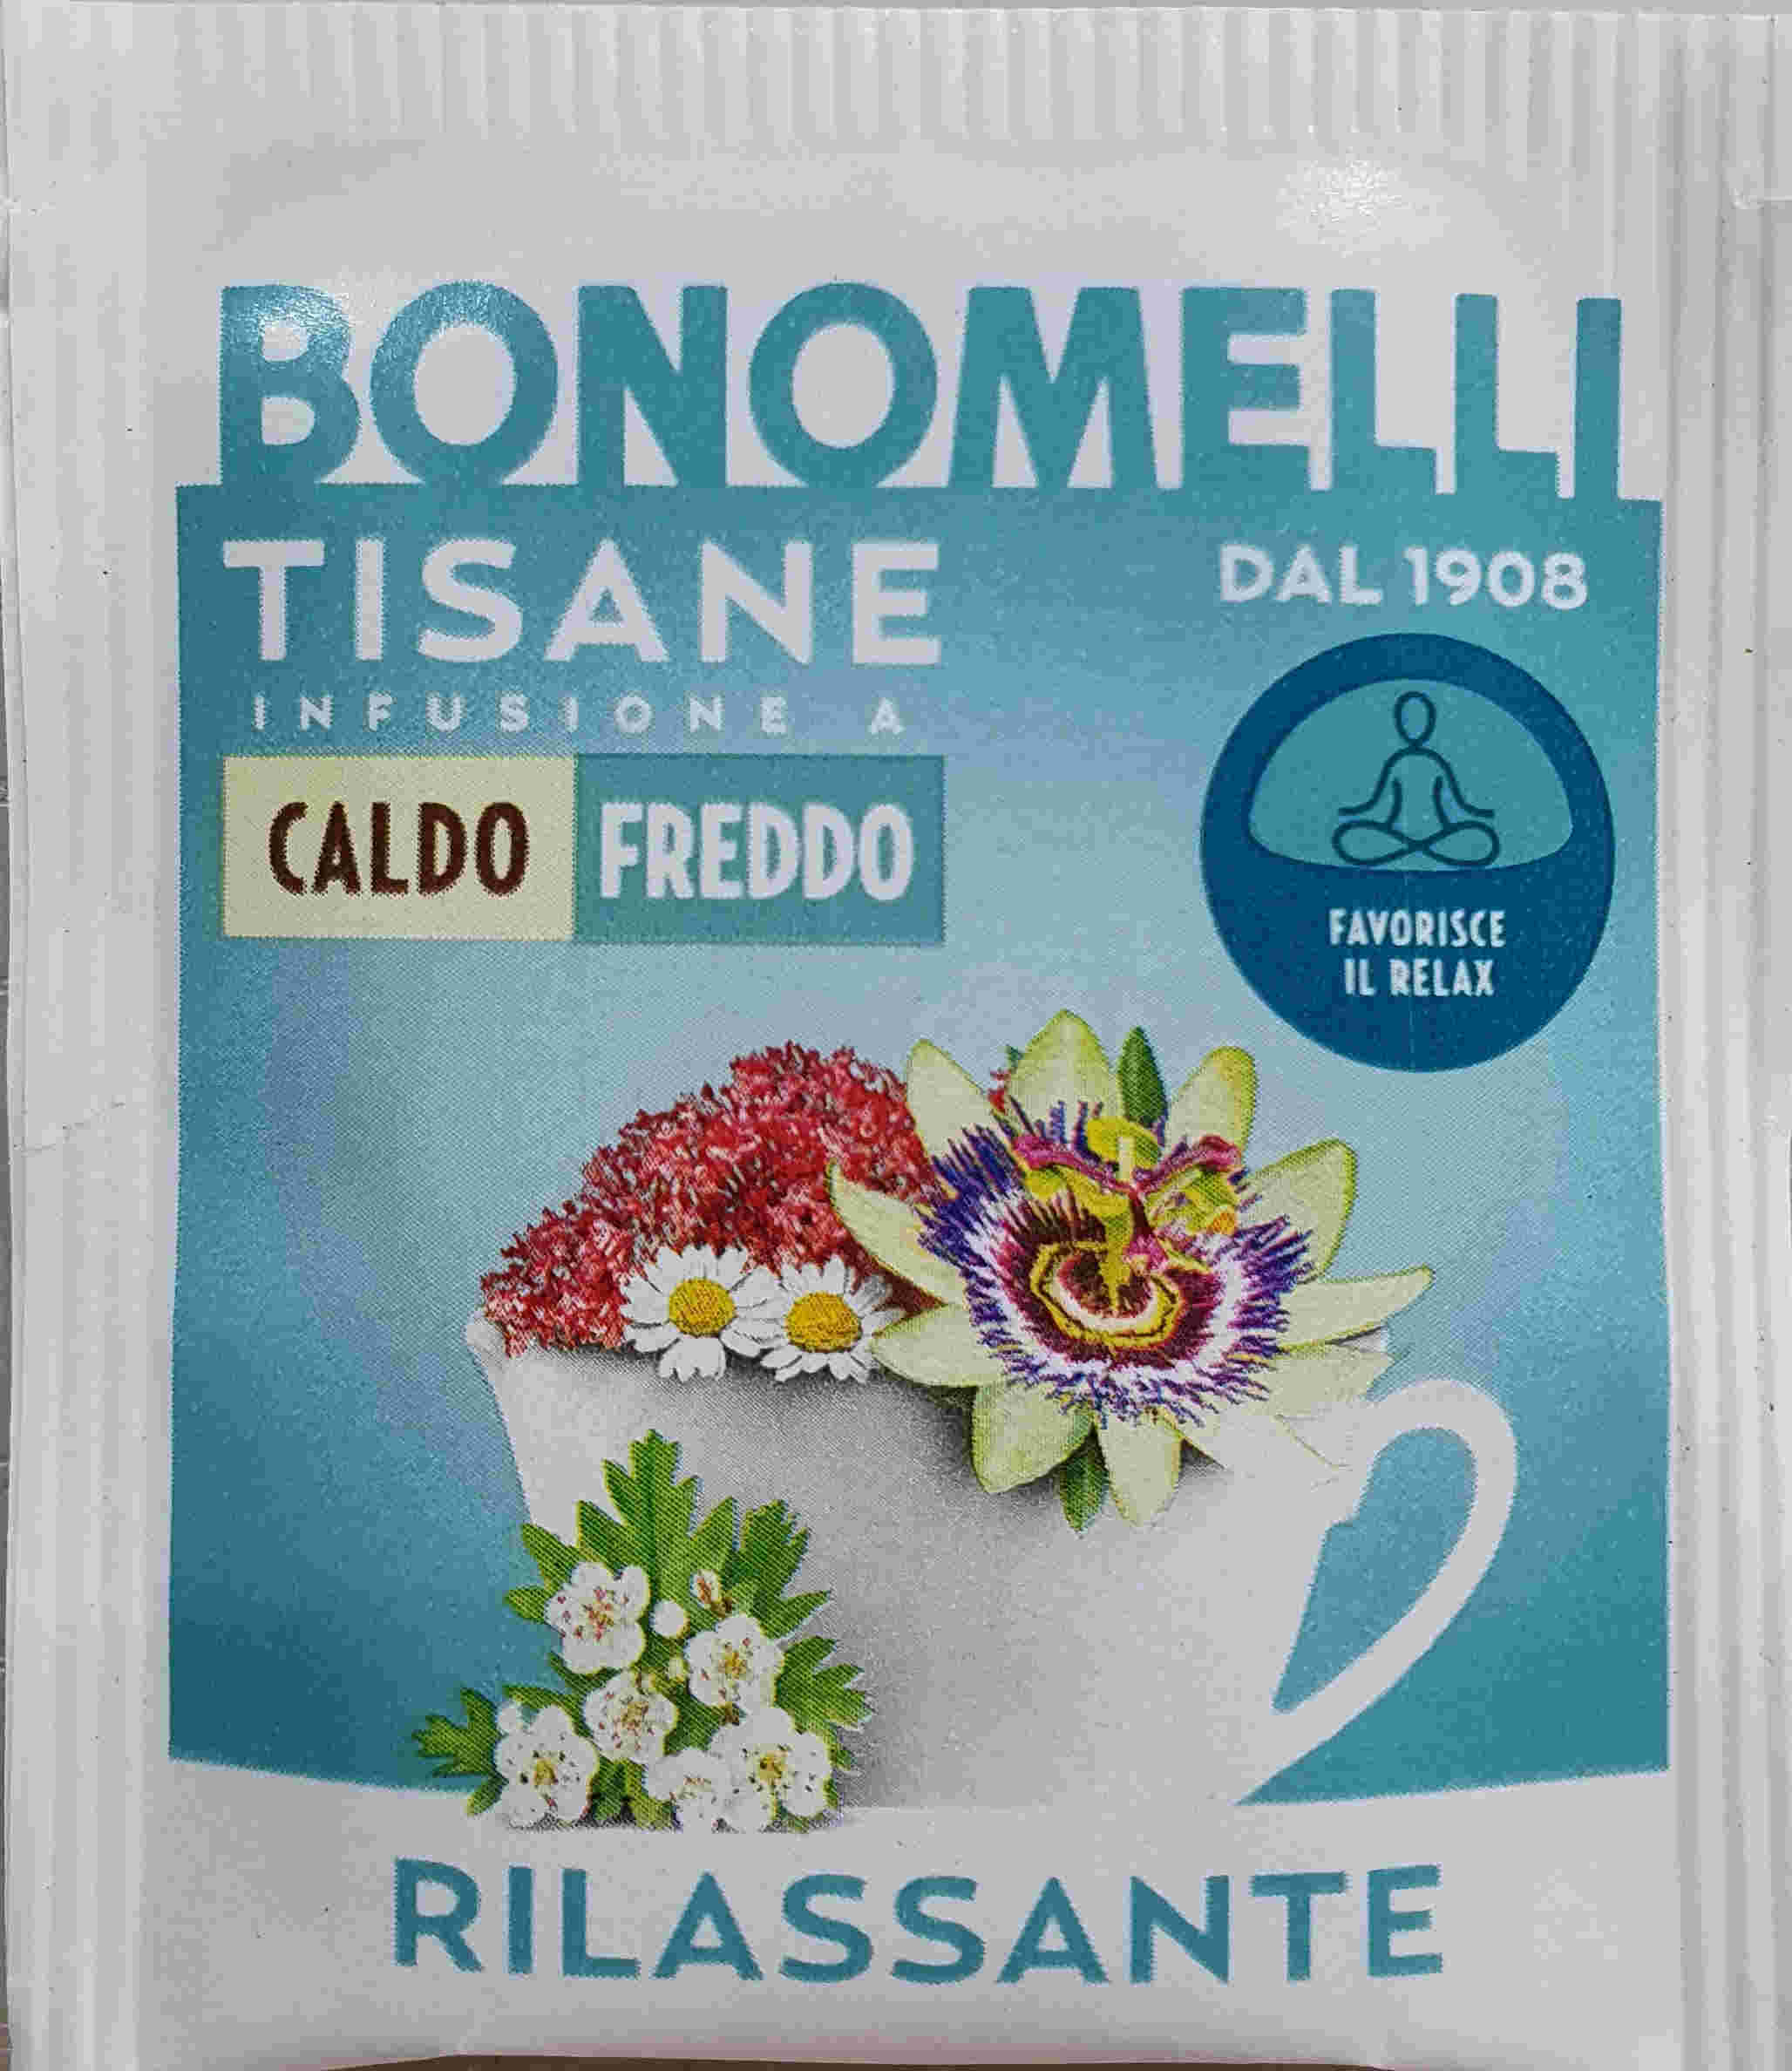 BONOMELLI
TISANE
DAL 1908
INFUSIONE A
CALDO FREDDO
FAVORISCE
IL RELAX
RILASSANTE